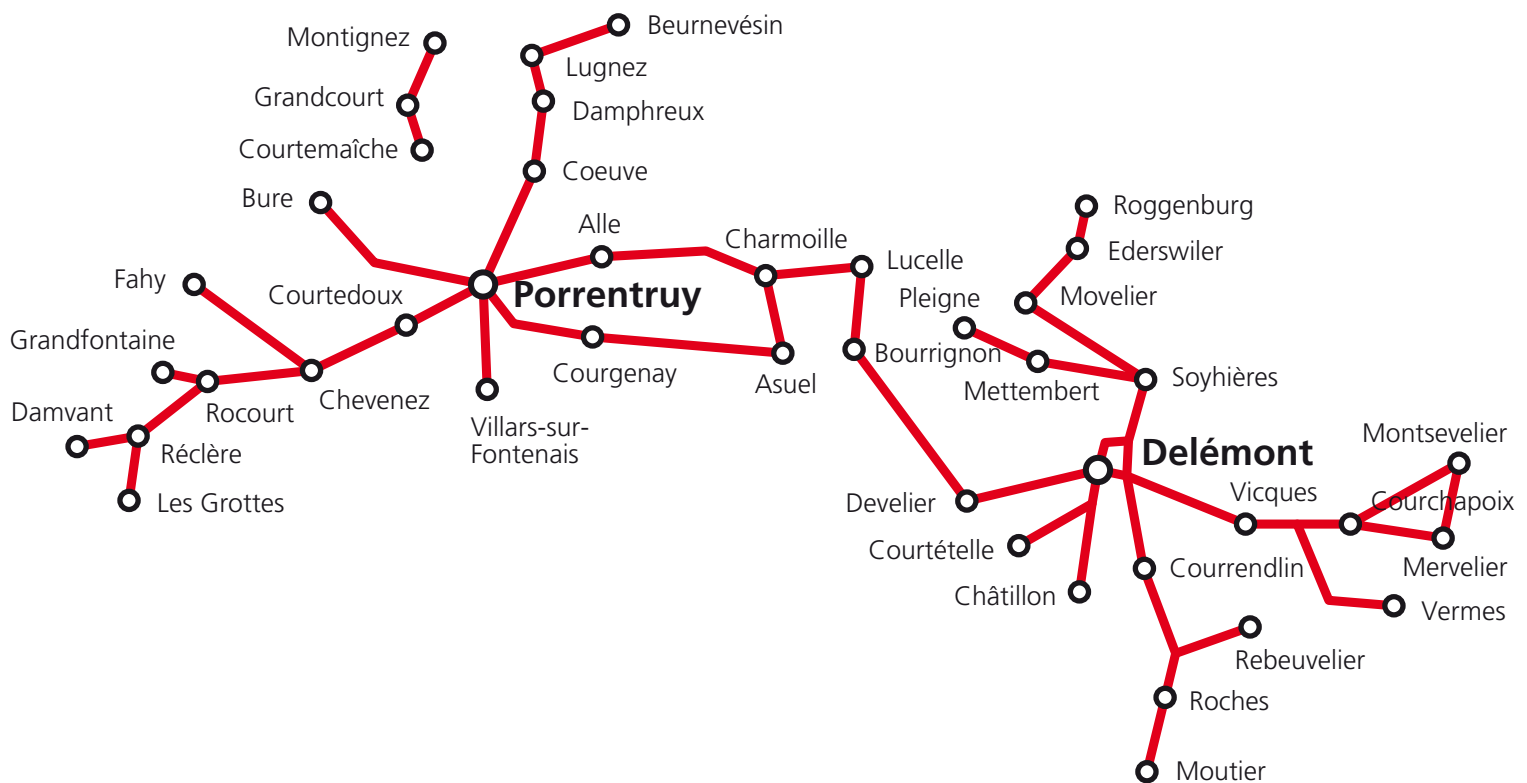 Beurnevésin
Montignez
Lugnez
Grandcourt
Damphreux
Courtemaîche
Coeuve
Bure
Roggenburg
Alle
Charmoille
Ederswiler
Lucelle
Fahy
Courtedoux
Porrentruy
Pleigne
Movelier
Grandfontaine
Bourrignon
Courgenay
Asuel
Mettembert
Soyhières
Damvant
Rocourt
Chevenez
Villars-sur-
Fontenais
Réclère
Delémont
Montsevelier
Vicques
Les Grottes
Develier
Courchapoix
Courtételle
Courrendlin
Mervelier
Châtillon
Vermes
Rebeuvelier
Roches
Moutier